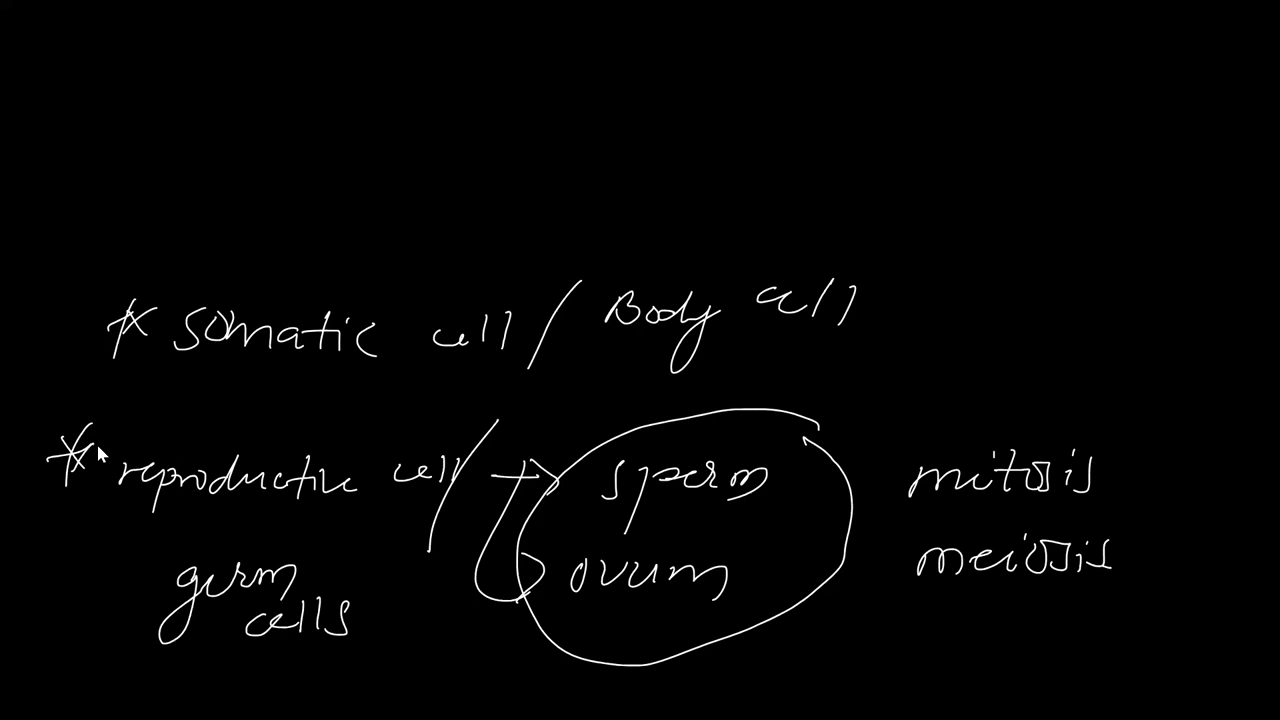 * somatic cell / Body cell
* reproductive cell / → sperm mitosis
germ cells ovum meiosis